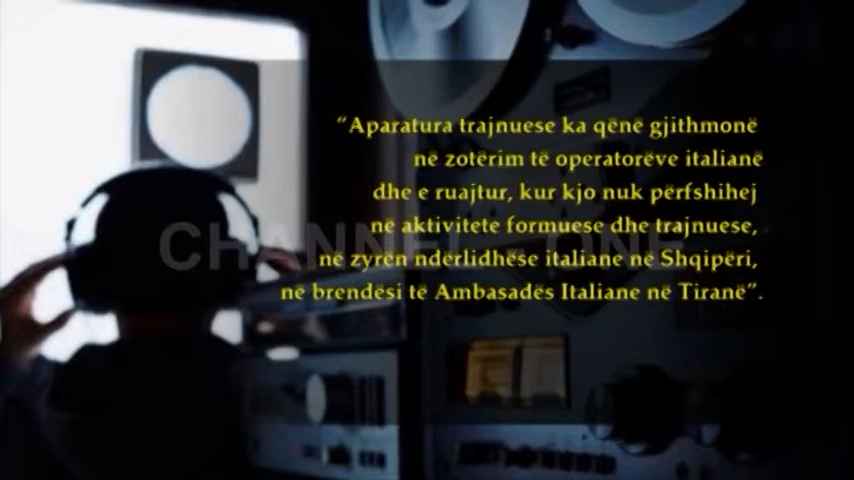 “Aparatura trajnuese ka qënë gjithmonë
në zotërim të operatorëve italianë
dhe e ruajtur, kur kjo nuk përfshihej
në aktivitete formuese dhe trajnuese,
CHANNEL ONE
në zyrën ndërlidhëse italiane në Shqipëri,
në brendësi të Ambasadës Italiane në Tiranë”.